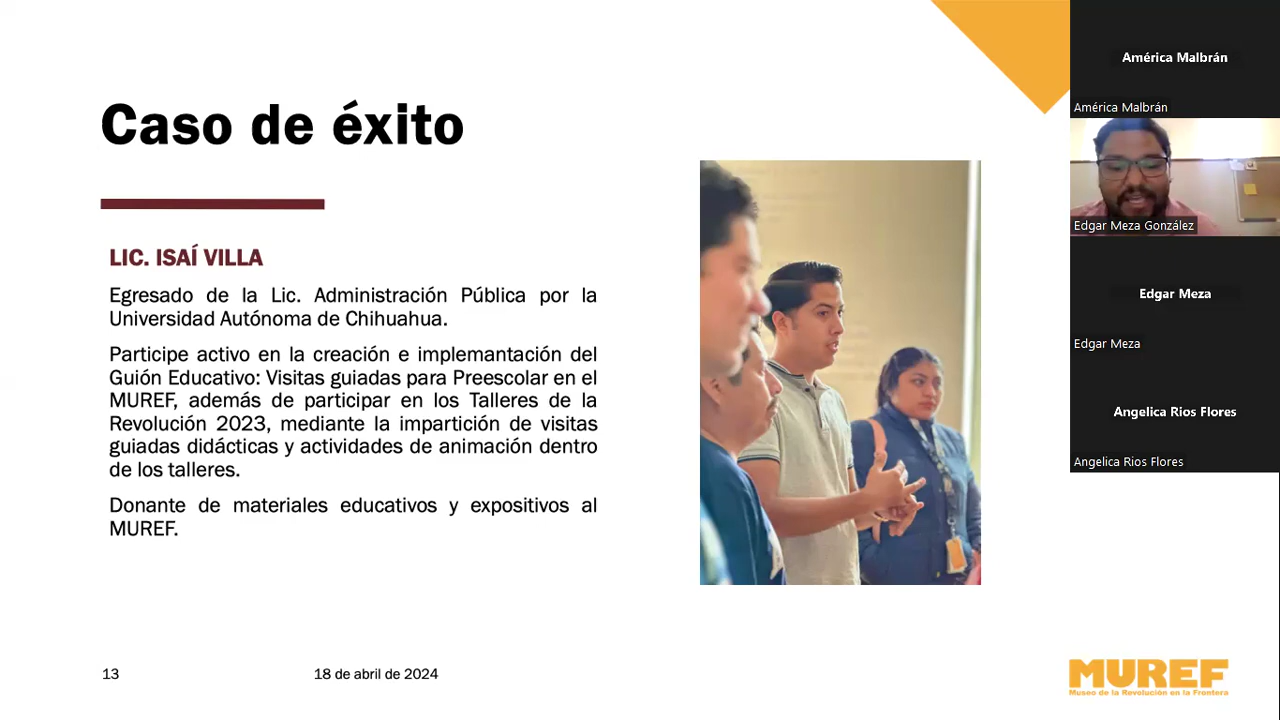 Caso de éxito
LIC. ISAÍ VILLA
Egresado de la Lic. Administración Pública por la
Universidad Autónoma de Chihuahua.
Participe activo en la creación e implemantación del
Guión Educativo: Visitas guiadas para Preescolar en el
MUREF, además de participar en los Talleres de la
Revolución 2023, mediante la impartición de visitas
guiadas didácticas y actividades de animación dentro
de los talleres.
Donante de materiales educativos y expositivos al
MUREF.
13
18 de abril de 2024
MUREF
Museo de la Revolución en la Frontera
América Malbrán
América Malbrán
Edgar Meza González
Edgar Meza
Edgar Meza
Angelica Rios Flores
Angelica Rios Flores